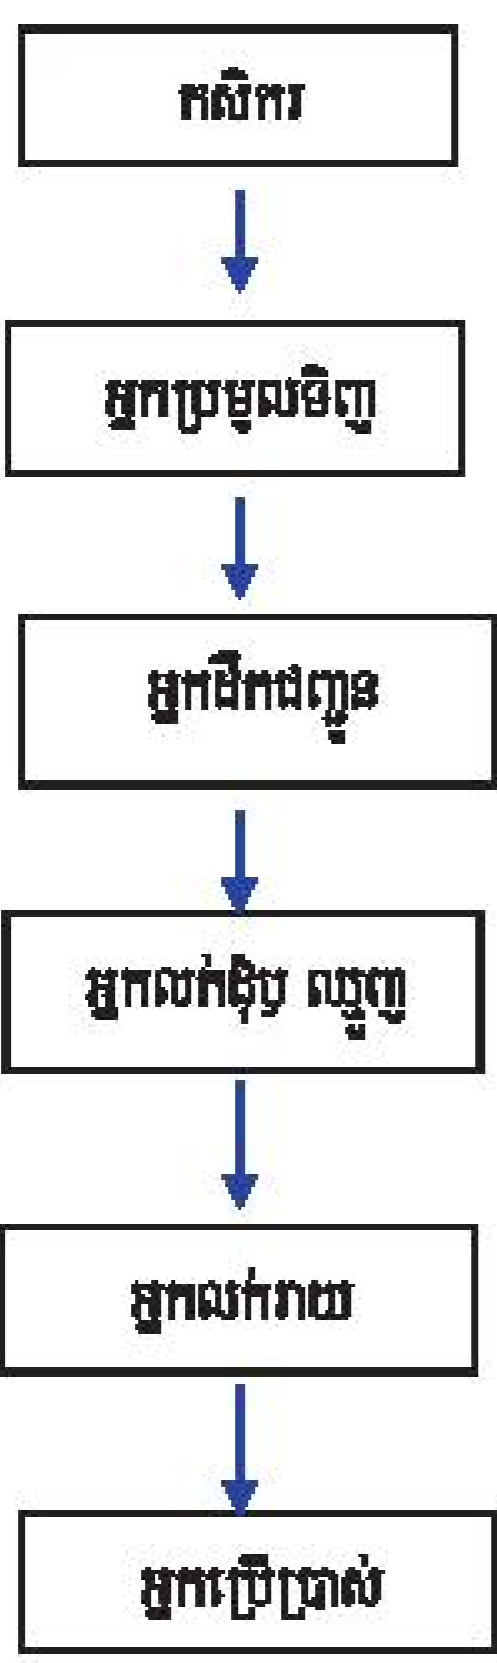 កសិករ
អ្នកប្រមូលទិញ
អ្នកដឹកជញ្ជូន
អ្នកលក់ដុំឬ ឈ្មួញ
អ្នកលក់រាយ
អ្នកប្រើប្រាស់